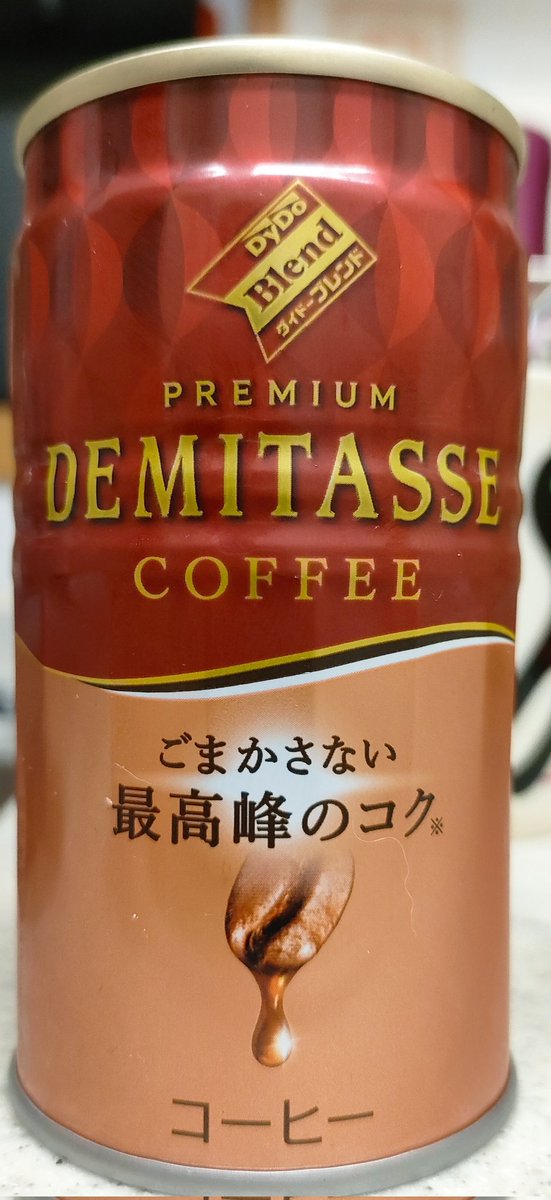 DyDo
Blend
ダイドーブレンド
PREMIUM
DEMITASSE
COFFEE
ごまかさない
最高峰のコク※
コーヒー